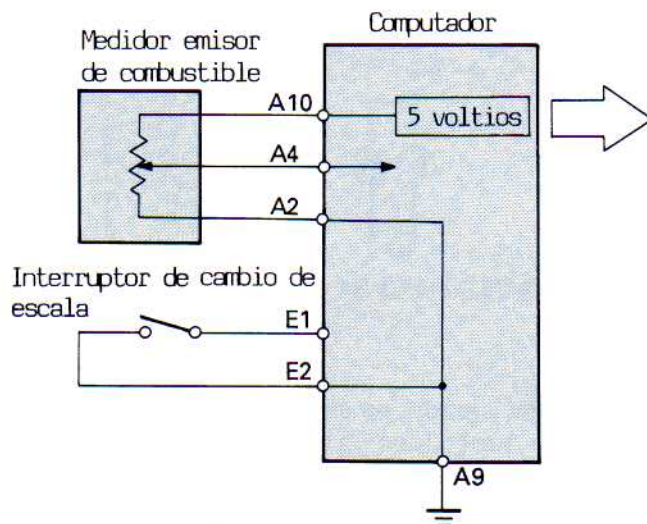 Computador
Medidor emisor
de combustible
A10
5 voltios
A4
A2
Interruptor de cambio de
escala
E1
E2
A9